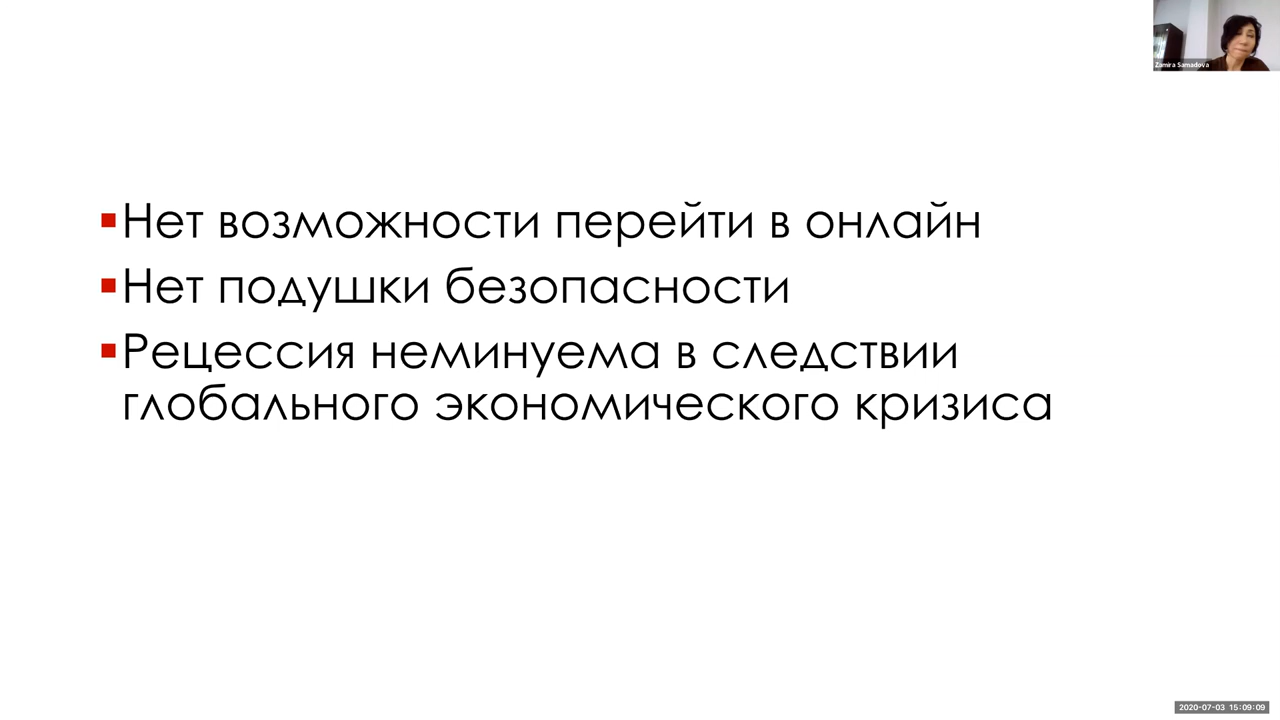 Zamira Samadova
▪Нет возможности перейти в онлайн
▪Нет подушки безопасности
▪Рецессия неминуема в следствии
глобального экономического кризиса
2020-07-03 15:09:09